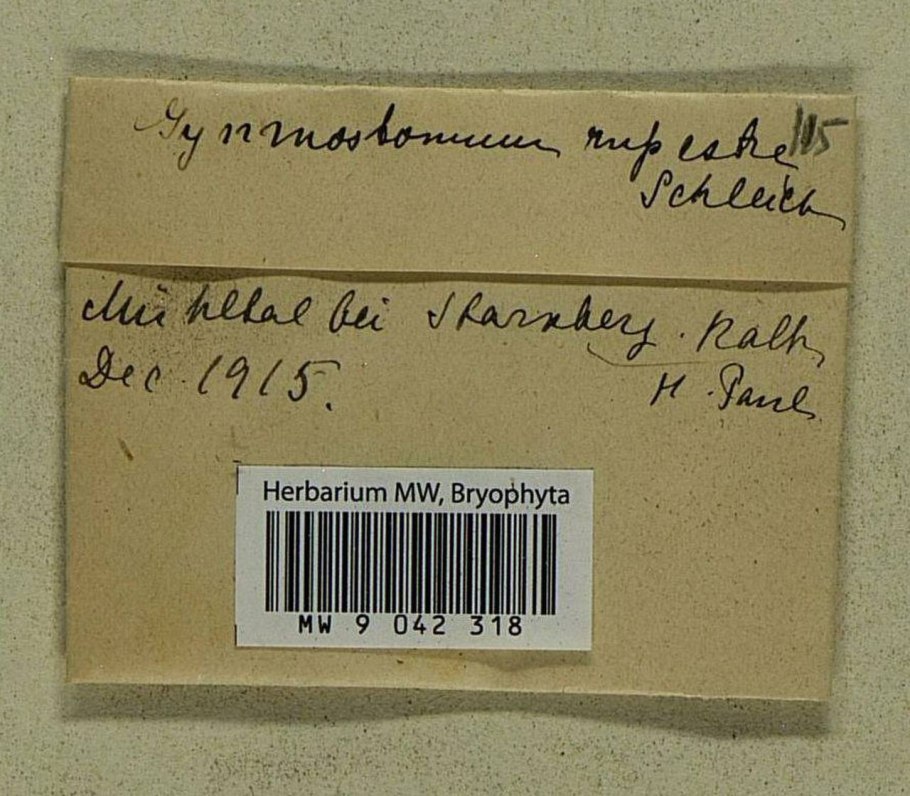 Gymnostomum rupestre 115
Schleich
Mühltal bei Starnberg. Kalk,
Dec. 1915.
H. Paul
Herbarium MW, Bryophyta
MW 9 042 318